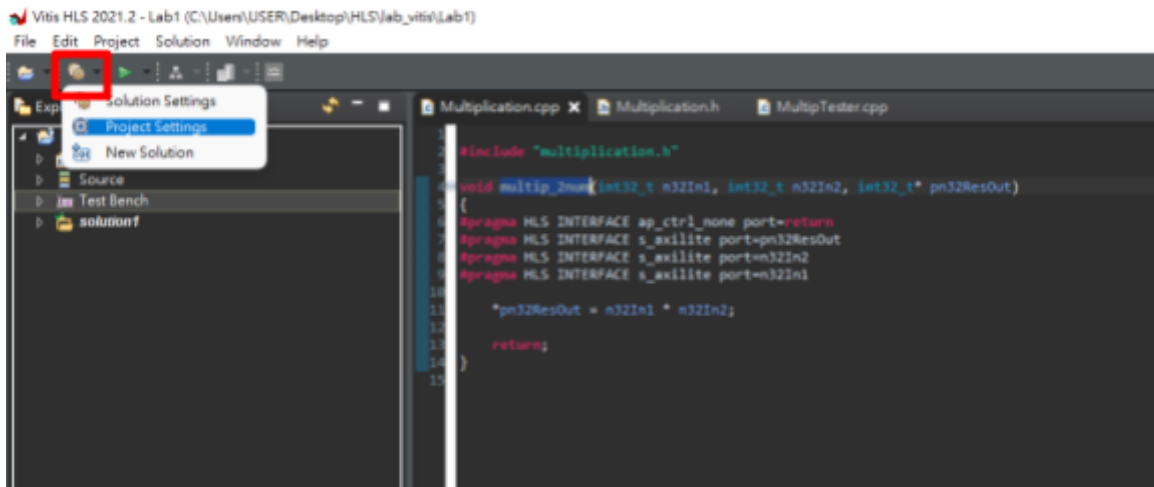 Vitis HLS 2021.2 - Lab1 (C:\Users\USER\Desktop\HLS\lab_vitis\Lab1)
File Edit Project Solution Window Help
Exp
Solution Settings
Project Settings
New Solution
Source
Test Bench
solution1
Multiplication.cpp Multiplication.h MultipTester.cpp
1
2 #include "multiplication.h"
3
4 void multip_2num(int32_t n32In1, int32_t n32In2, int32_t* pn32ResOut)
5 {
6 #pragma HLS INTERFACE ap_ctrl_none port=return
7 #pragma HLS INTERFACE s_axilite port=pn32ResOut
8 #pragma HLS INTERFACE s_axilite port=n32In2
9 #pragma HLS INTERFACE s_axilite port=n32In1
10
11 *pn32ResOut = n32In1 * n32In2;
12
13 return;
14 }
15